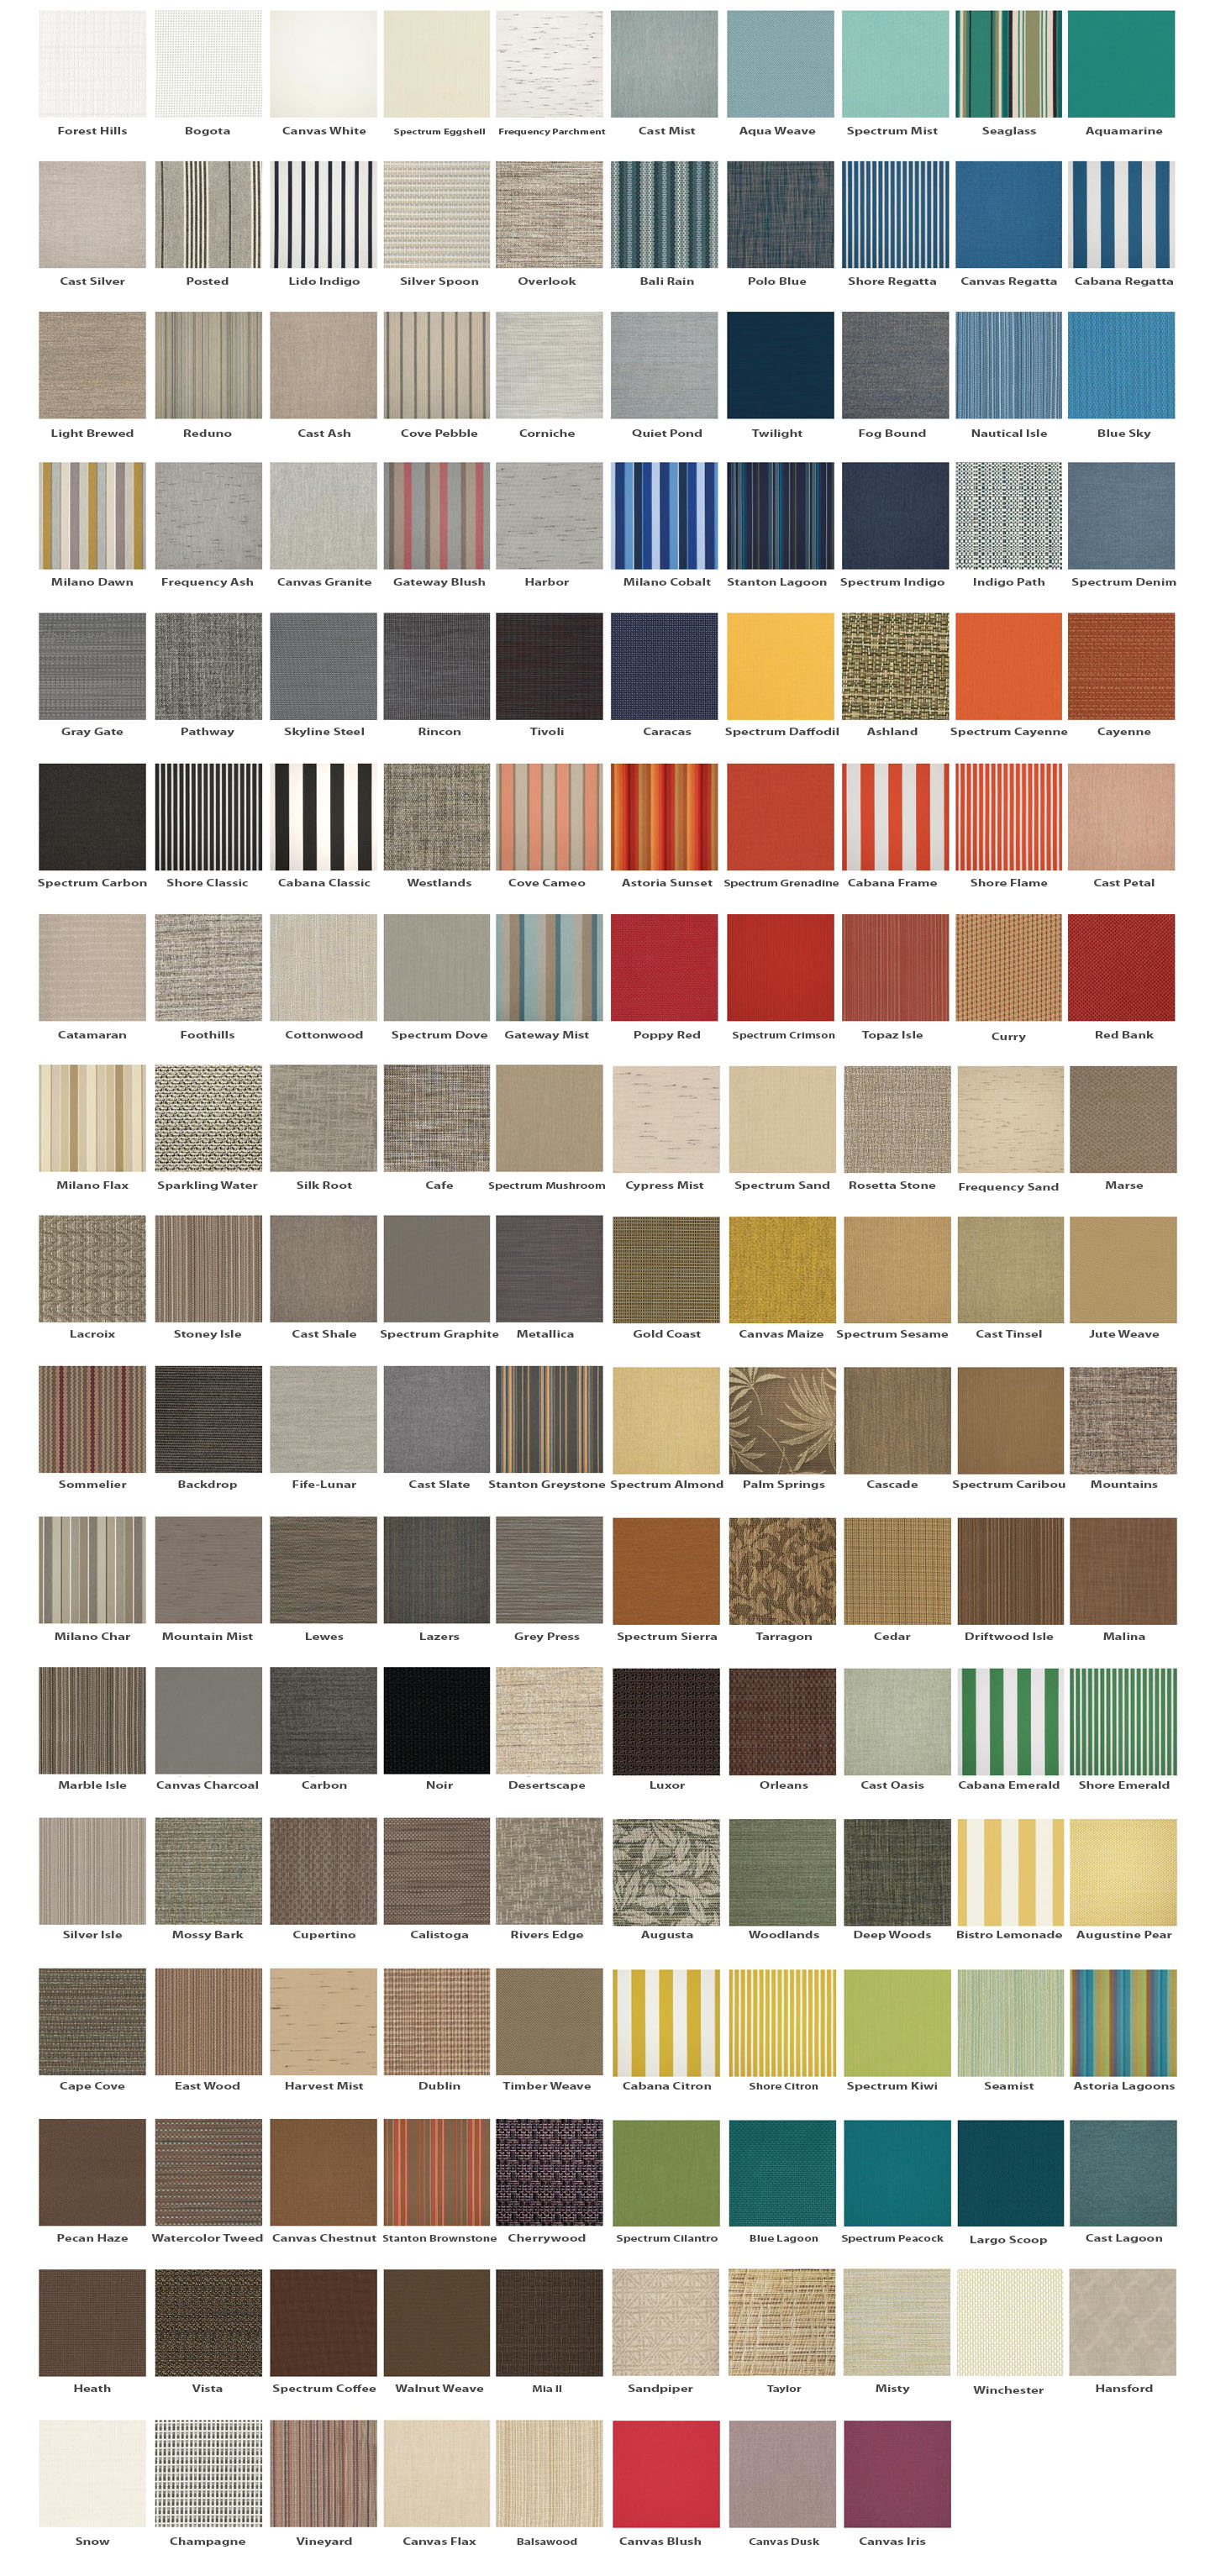 Forest Hills Bogota Canvas White Spectrum Eggshell Frequency Parchment Cast Mist Aqua Weave Spectrum Mist Seaglass Aquamarine
Cast Silver Posted Lido Indigo Silver Spoon Overlook Bali Rain Polo Blue Shore Regatta Canvas Regatta Cabana Regatta
Light Brewed Reduno Cast Ash Cove Pebble Corniche Quiet Pond Twilight Fog Bound Nautical Isle Blue Sky
Milano Dawn Frequency Ash Canvas Granite Gateway Blush Harbor Milano Cobalt Stanton Lagoon Spectrum Indigo Indigo Path Spectrum Denim
Gray Gate Pathway Skyline Steel Rincon Tivoli Caracas Spectrum Daffodil Ashland Spectrum Cayenne Cayenne
Spectrum Carbon Shore Classic Cabana Classic Westlands Cove Cameo Astoria Sunset Spectrum Grenadine Cabana Frame Shore Flame Cast Petal
Catamaran Foothills Cottonwood Spectrum Dove Gateway Mist Poppy Red Spectrum Crimson Topaz Isle Curry Red Bank
Milano Flax Sparkling Water Silk Root Cafe Spectrum Mushroom Cypress Mist Spectrum Sand Rosetta Stone Frequency Sand Marse
Lacroix Stoney Isle Cast Shale Spectrum Graphite Metallica Gold Coast Canvas Maize Spectrum Sesame Cast Tinsel Jute Weave
Sommelier Backdrop Fife-Lunar Cast Slate Stanton Greystone Spectrum Almond Palm Springs Cascade Spectrum Caribou Mountains
Milano Char Mountain Mist Lewes Lazers Grey Press Spectrum Sierra Tarragon Cedar Driftwood Isle Malina
Marble Isle Canvas Charcoal Carbon Noir Desertscape Luxor Orleans Cast Oasis Cabana Emerald Shore Emerald
Silver Isle Mossy Bark Cupertino Calistoga Rivers Edge Augusta Woodlands Deep Woods Bistro Lemonade Augustine Pear
Cape Cove East Wood Harvest Mist Dublin Timber Weave Cabana Citron Shore Citron Spectrum Kiwi Seamist Astoria Lagoons
Pecan Haze Watercolor Tweed Canvas Chestnut Stanton Brownstone Cherrywood Spectrum Cilantro Blue Lagoon Spectrum Peacock Largo Scoop Cast Lagoon
Heath Vista Spectrum Coffee Walnut Weave Mia II Sandpiper Taylor Misty Winchester Hansford
Snow Champagne Vineyard Canvas Flax Balsawood Canvas Blush Canvas Dusk Canvas Iris